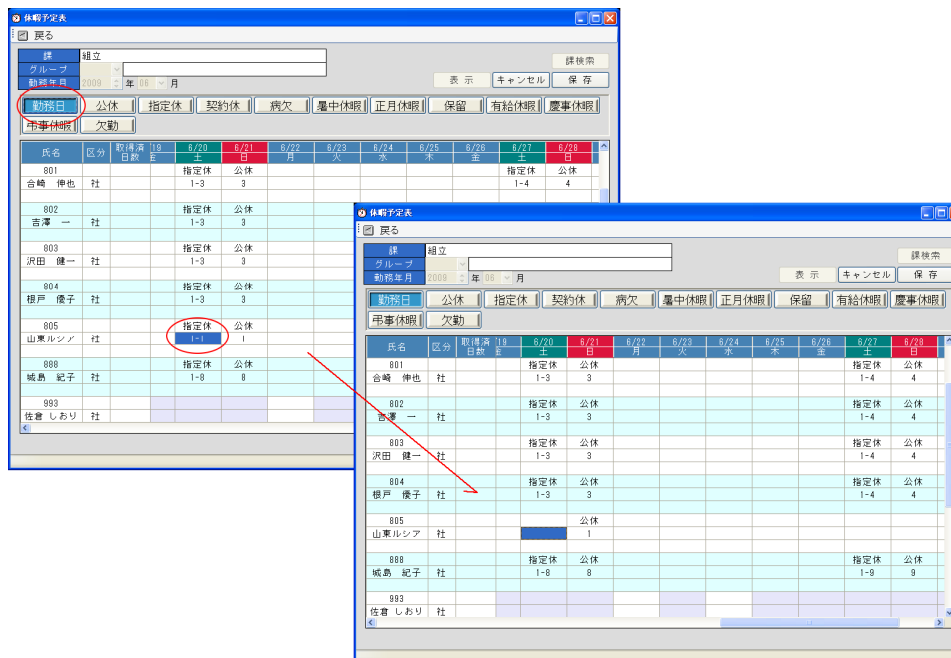 休暇予定表
戻る
課 組立
グループ
勤務年月 2009 年 06 月
課検索
表 示 キャンセル 保 存
勤務日 公休 指定休 契約休 病欠 暑中休暇 正月休暇 保留 有給休暇 慶事休暇
弔事休暇 欠勤
氏名 区分 取得済日数 19 金 6/20 土 6/21 日 6/22 月 6/23 火 6/24 水 6/25 木 6/26 金 6/27 土 6/28 日
801 指定休 公休 指定休 公休
合崎 伸也 社 1-3 3 1-4 4
802 指定休 公休
吉澤 一 社 1-3 3
803 指定休 公休
沢田 健一 社 1-3 3
804 指定休 公休
根戸 優子 社 1-3 3
805 指定休 公休
山東ルシア 社 1-1 1
888 指定休 公休
城島 紀子 社 1-8 8
993
佐倉 しおり 社
休暇予定表
戻る
課 組立
グループ
勤務年月 2009 年 06 月
課検索
表 示 キャンセル 保 存
勤務日 公休 指定休 契約休 病欠 暑中休暇 正月休暇 保留 有給休暇 慶事休暇
弔事休暇 欠勤
氏名 区分 取得済日数 19 金 6/20 土 6/21 日 6/22 月 6/23 火 6/24 水 6/25 木 6/26 金 6/27 土 6/28 日
801 指定休 公休 指定休 公休
合崎 伸也 社 1-3 3 1-4 4
802 指定休 公休 指定休 公休
吉澤 一 社 1-3 3 1-4 4
803 指定休 公休 指定休 公休
沢田 健一 社 1-3 3 1-4 4
804 指定休 公休 指定休 公休
根戸 優子 社 1-3 3 1-4 4
805 公休
山東ルシア 社 1
888 指定休 公休 指定休 公休
城島 紀子 社 1-8 8 1-9 9
993
佐倉 しおり 社